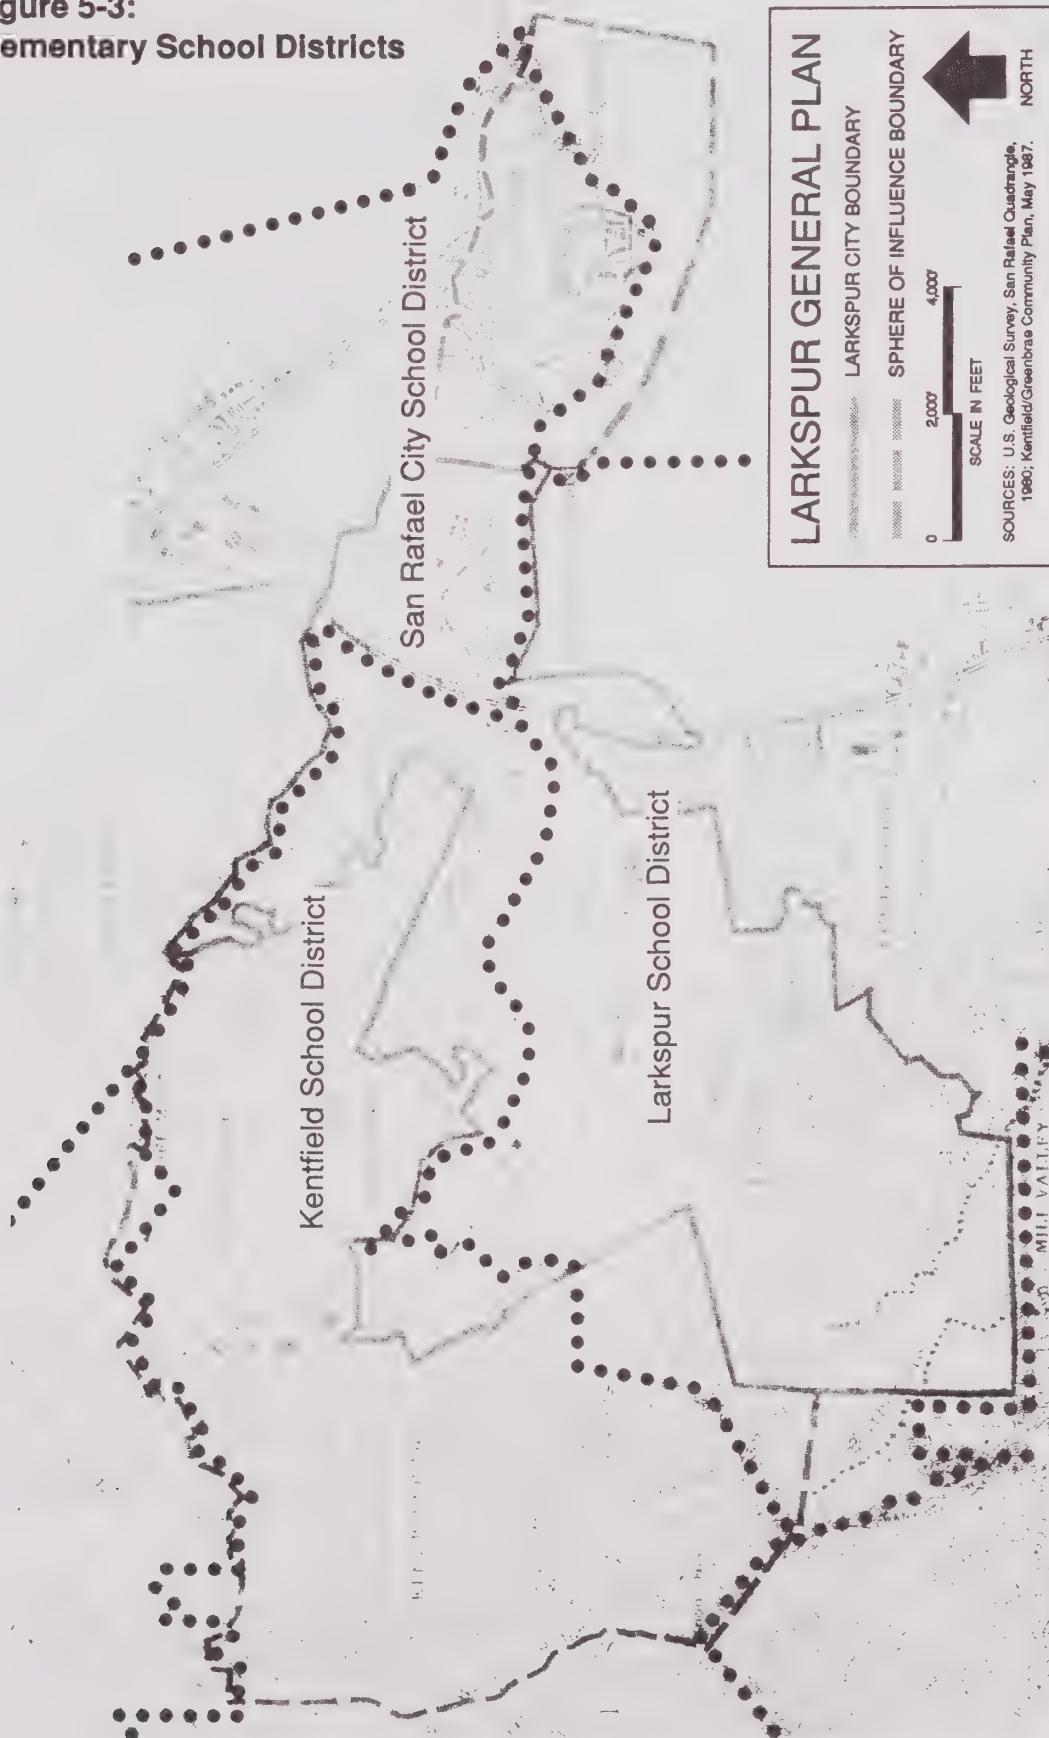 gure 5-3:
ementary School Districts
San Rafael City School District
Kentfield School District
Larkspur School District
MILL VALLEY
LARKSPUR GENERAL PLAN
LARKSPUR CITY BOUNDARY
SPHERE OF INFLUENCE BOUNDARY
0 2,000' 4,000'
SCALE IN FEET
NORTH
SOURCES: U.S. Geological Survey, San Rafael Quadrangle,
1980; Kentfield/Greenbrae Community Plan, May 1987.